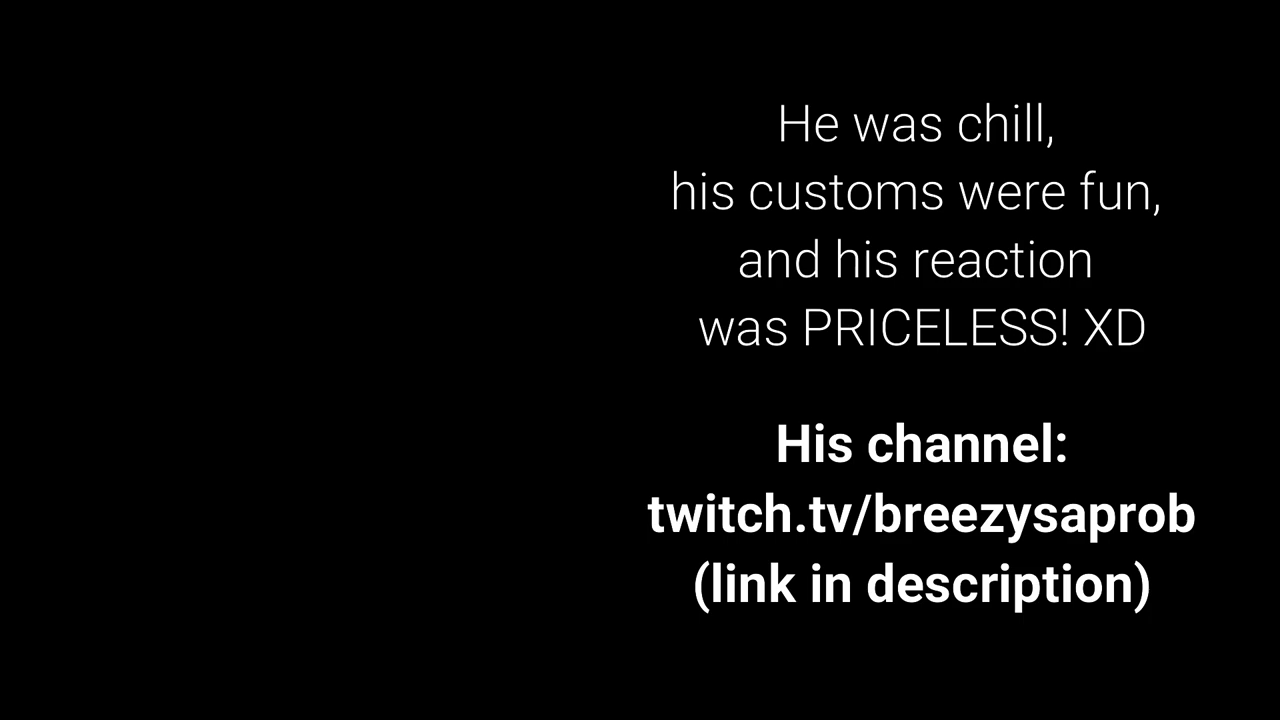 He was chill,
his customs were fun,
and his reaction
was PRICELESS! XD
His channel:
twitch.tv/breezysaprob
(link in description)